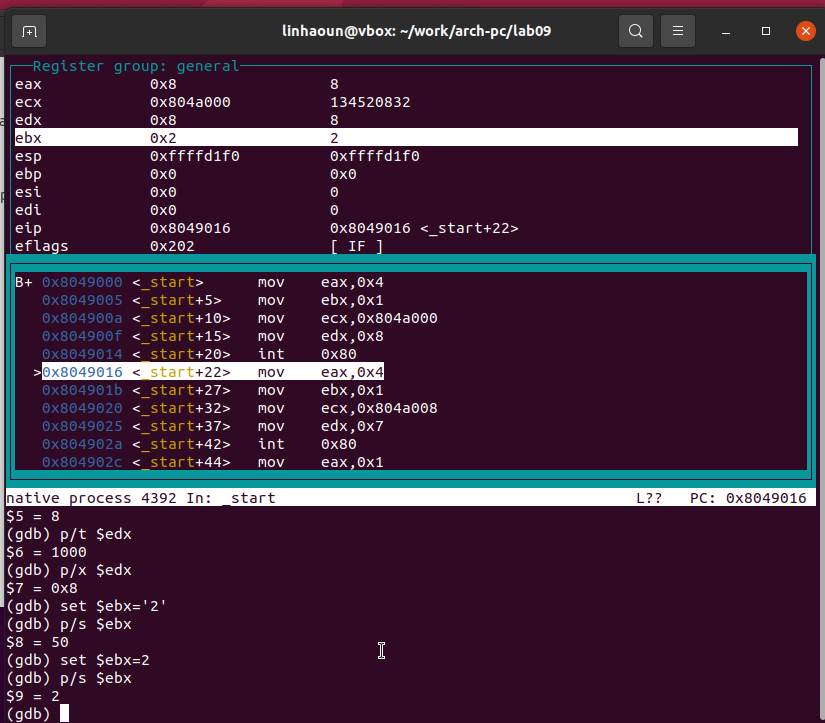 linhaoun@vbox: ~/work/arch-pc/lab09
Register group: general
eax 0x8 8
ecx 0x804a000 134520832
edx 0x8 8
ebx 0x2 2
esp 0xffffd1f0 0xffffd1f0
ebp 0x0 0x0
esi 0x0 0
edi 0x0 0
eip 0x8049016 0x8049016 <_start+22>
eflags 0x202 [ IF ]
B+ 0x8049000 <_start> mov eax,0x4
0x8049005 <_start+5> mov ebx,0x1
0x804900a <_start+10> mov ecx,0x804a000
0x804900f <_start+15> mov edx,0x8
0x8049014 <_start+20> int 0x80
>0x8049016 <_start+22> mov eax,0x4
0x804901b <_start+27> mov ebx,0x1
0x8049020 <_start+32> mov ecx,0x804a008
0x8049025 <_start+37> mov edx,0x7
0x804902a <_start+42> int 0x80
0x804902c <_start+44> mov eax,0x1
native process 4392 In: _start L?? PC: 0x8049016
$5 = 8
(gdb) p/t $edx
$6 = 1000
(gdb) p/x $edx
$7 = 0x8
(gdb) set $ebx='2'
(gdb) p/s $ebx
$8 = 50
(gdb) set $ebx=2
(gdb) p/s $ebx
$9 = 2
(gdb)